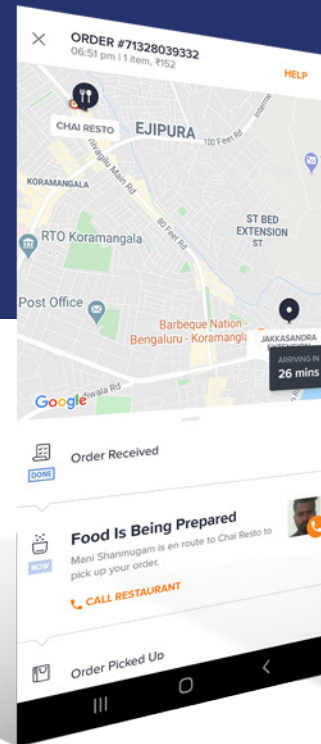 ORDER #71328039332
06:51 pm | 1 item, ₹152
HELP
CHAI RESTO
EJIPURA
100 Feet Rd
Interme
KORAMANGALA
80 Feet Rd
RTO Koramangala
ST BED
EXTENSION
ST
Post Office
Barbeque Nation -
Bengaluru - Koramangla
JAKKASANDRA
EXTENSION
ARRIVING IN
26 mins
Google
Order Received
DONE
Food Is Being Prepared
NOW
Mani Shanmugam is en route to Chai Resto to
pick up your order.
CALL RESTAURANT
Order Picked Up